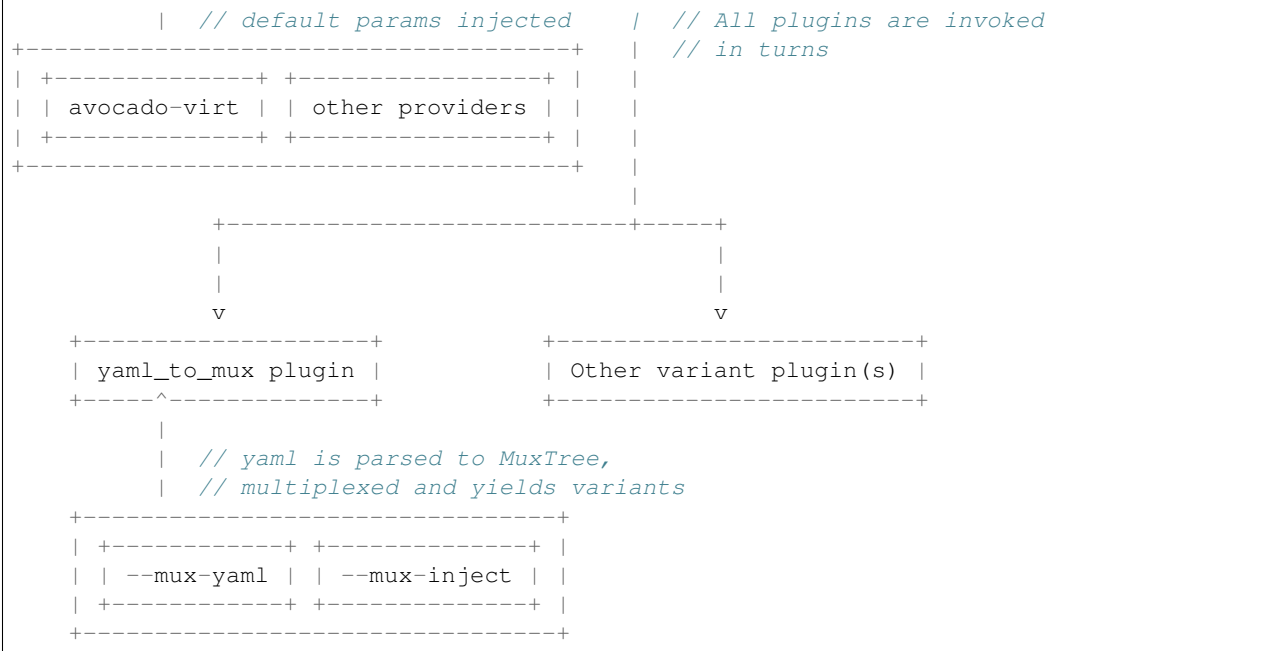 |  // default params injected    |  // All plugins are invoked
+--------------------------------------+   |  // in turns
| +--------------+ +------------------+ |   |
| | avocado-virt | | other providers | |   |
| +--------------+ +------------------+ |   |
+--------------------------------------+   |
                                           |
              +----------------------------+-----+
              |                                  |
              |                                  |
              v                                  v
    +--------------------+           +-------------------------+
    | yaml_to_mux plugin |           | Other variant plugin(s) |
    +-----^--------------+           +-------------------------+
          |
          |  // yaml is parsed to MuxTree,
          |  // multiplexed and yields variants
    +---------------------------------+
    | +------------+ +--------------+ |
    | | --mux-yaml | | --mux-inject | |
    | +------------+ +--------------+ |
    +---------------------------------+